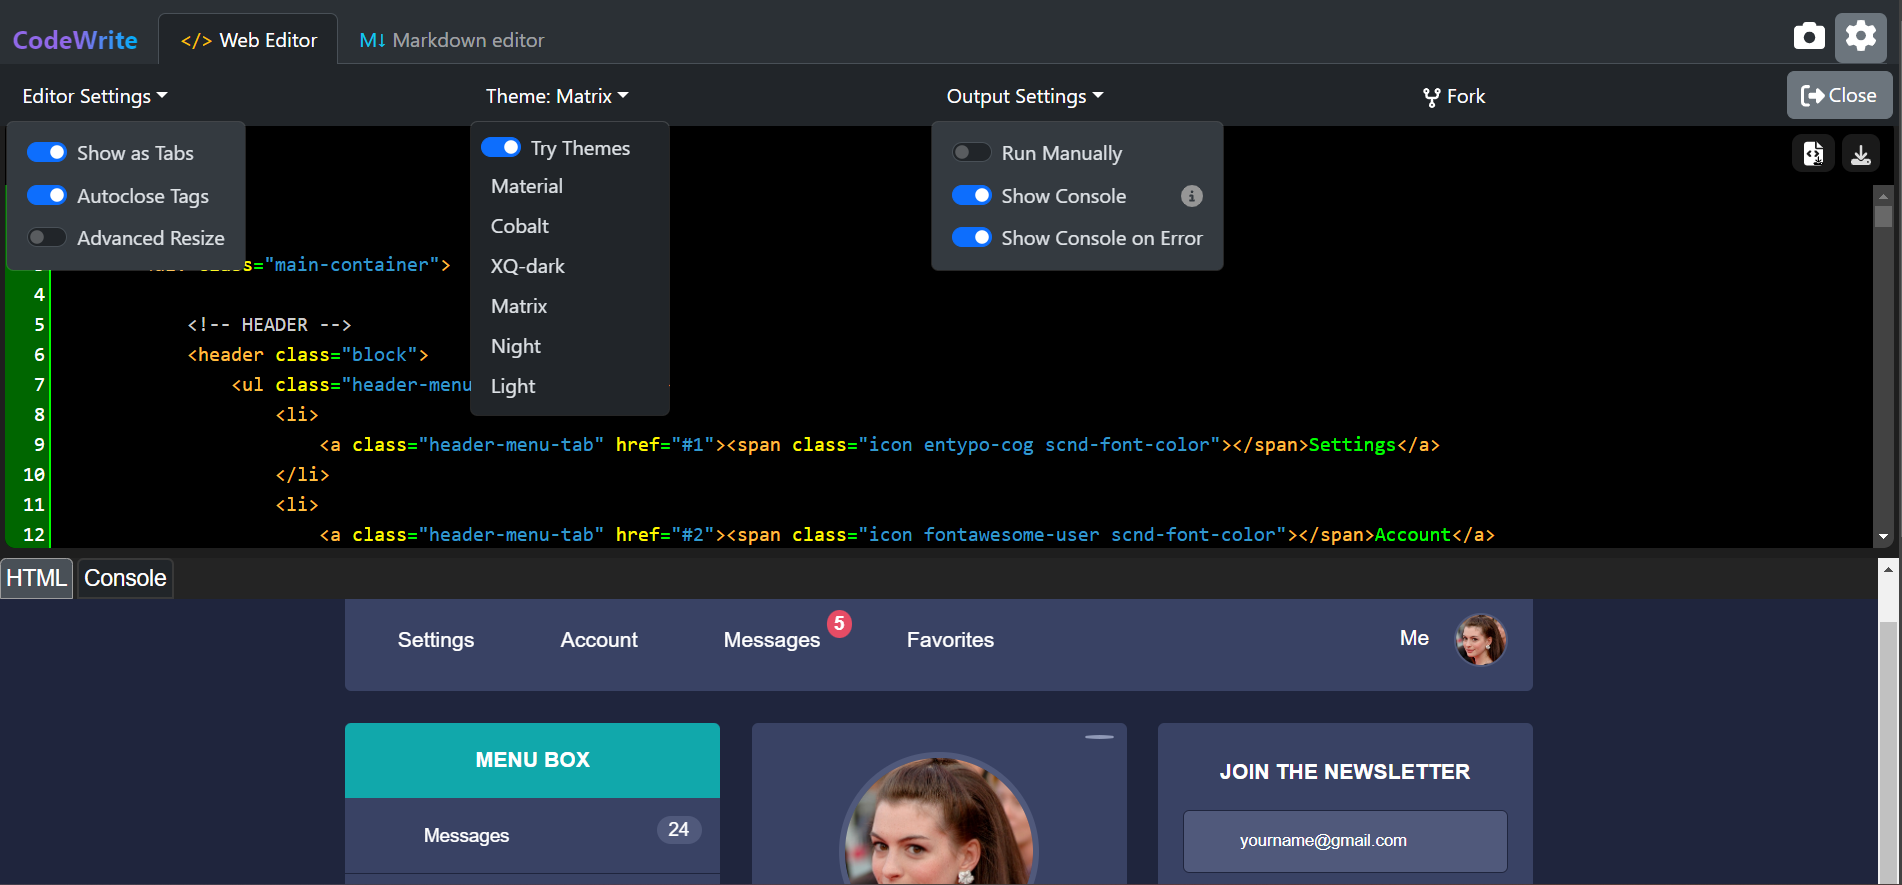 CodeWrite
</> Web Editor
M↓ Markdown editor
Editor Settings
Theme: Matrix
Output Settings
Fork
Close
Show as Tabs
Autoclose Tags
Advanced Resize
Try Themes
Material
Cobalt
XQ-dark
Matrix
Night
Light
Run Manually
Show Console
Show Console on Error
="main-container">
4
5 <!-- HEADER -->
6 <header class="block">
7 <ul class="header-menu
8 <li>
9 <a class="header-menu-tab" href="#1"><span class="icon entypo-cog scnd-font-color"></span>Settings</a>
10 </li>
11 <li>
12 <a class="header-menu-tab" href="#2"><span class="icon fontawesome-user scnd-font-color"></span>Account</a>
HTML Console
Settings Account Messages 5 Favorites Me
MENU BOX
Messages 24
JOIN THE NEWSLETTER
yourname@gmail.com